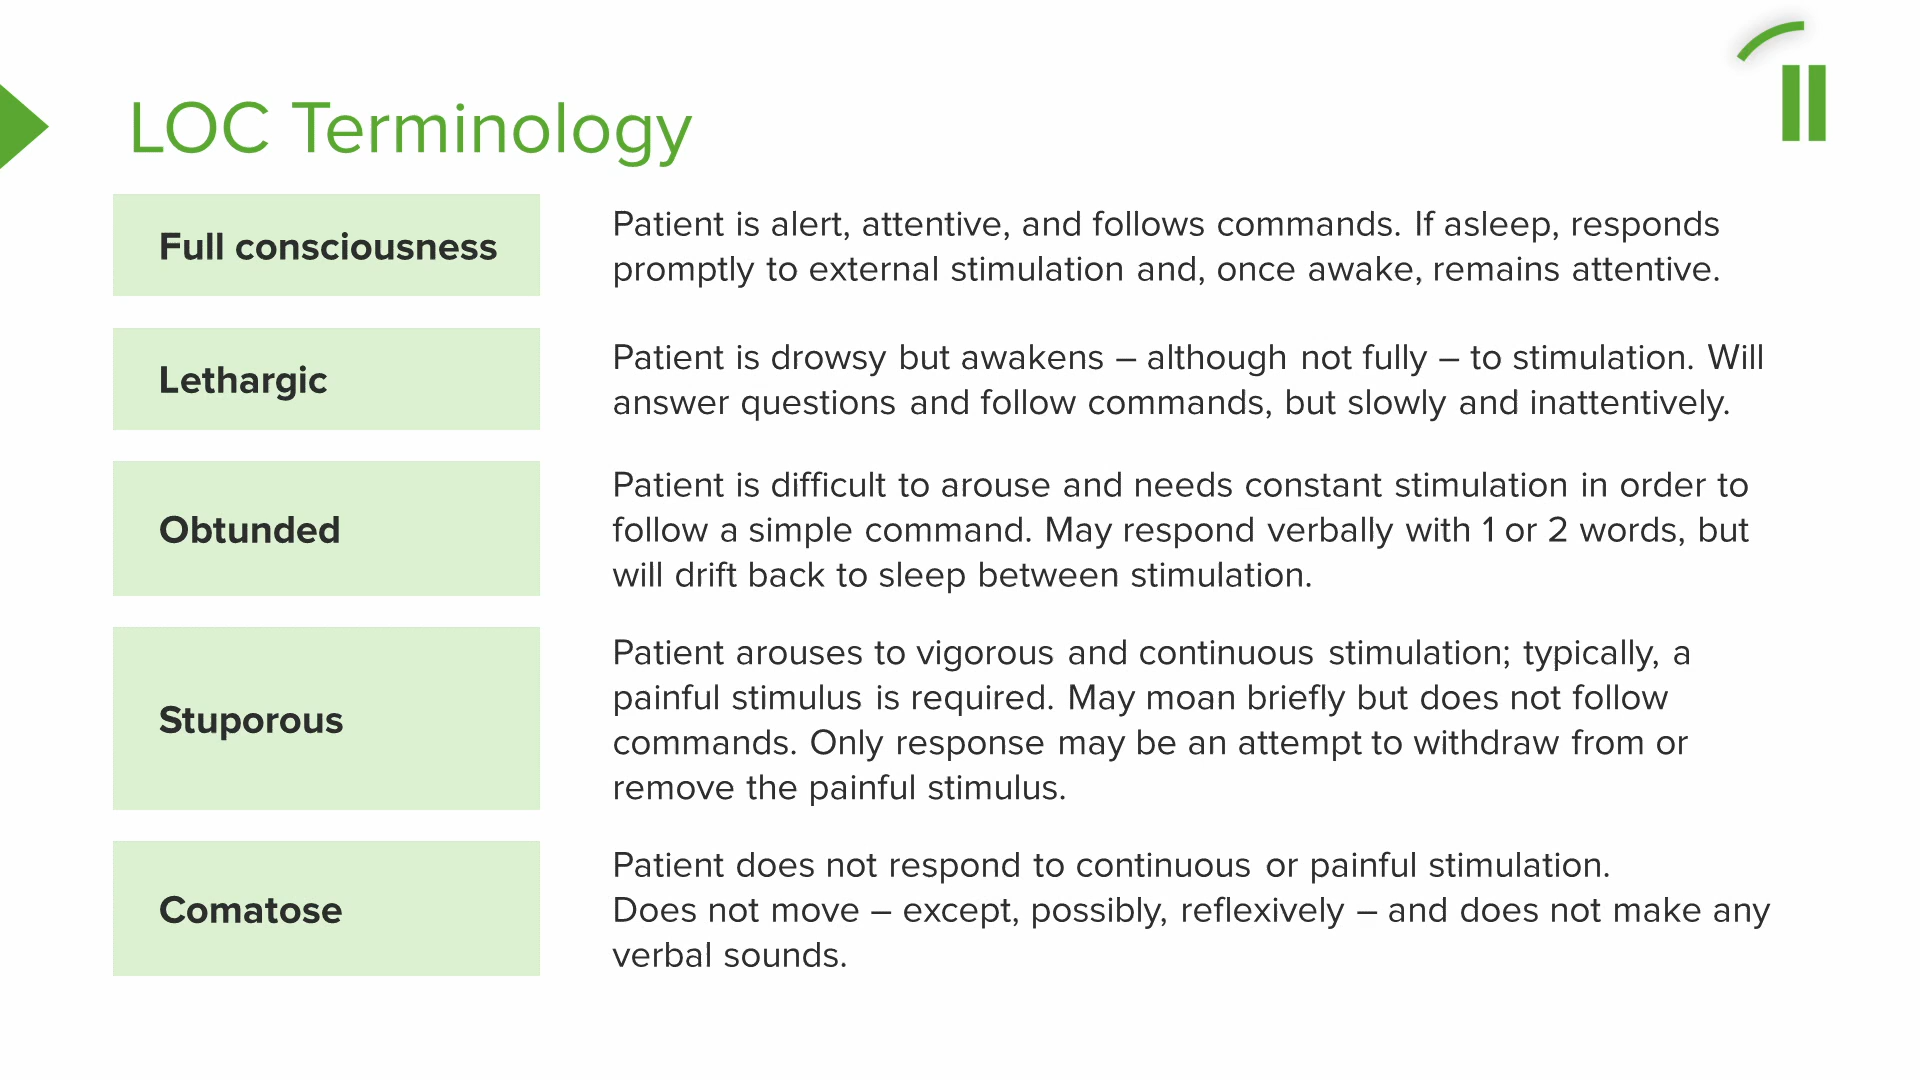 LOC Terminology
Full consciousness
Patient is alert, attentive, and follows commands. If asleep, responds
promptly to external stimulation and, once awake, remains attentive.
Lethargic
Patient is drowsy but awakens – although not fully – to stimulation. Will
answer questions and follow commands, but slowly and inattentively.
Obtunded
Patient is difficult to arouse and needs constant stimulation in order to
follow a simple command. May respond verbally with 1 or 2 words, but
will drift back to sleep between stimulation.
Stuporous
Patient arouses to vigorous and continuous stimulation; typically, a
painful stimulus is required. May moan briefly but does not follow
commands. Only response may be an attempt to withdraw from or
remove the painful stimulus.
Comatose
Patient does not respond to continuous or painful stimulation.
Does not move – except, possibly, reflexively – and does not make any
verbal sounds.